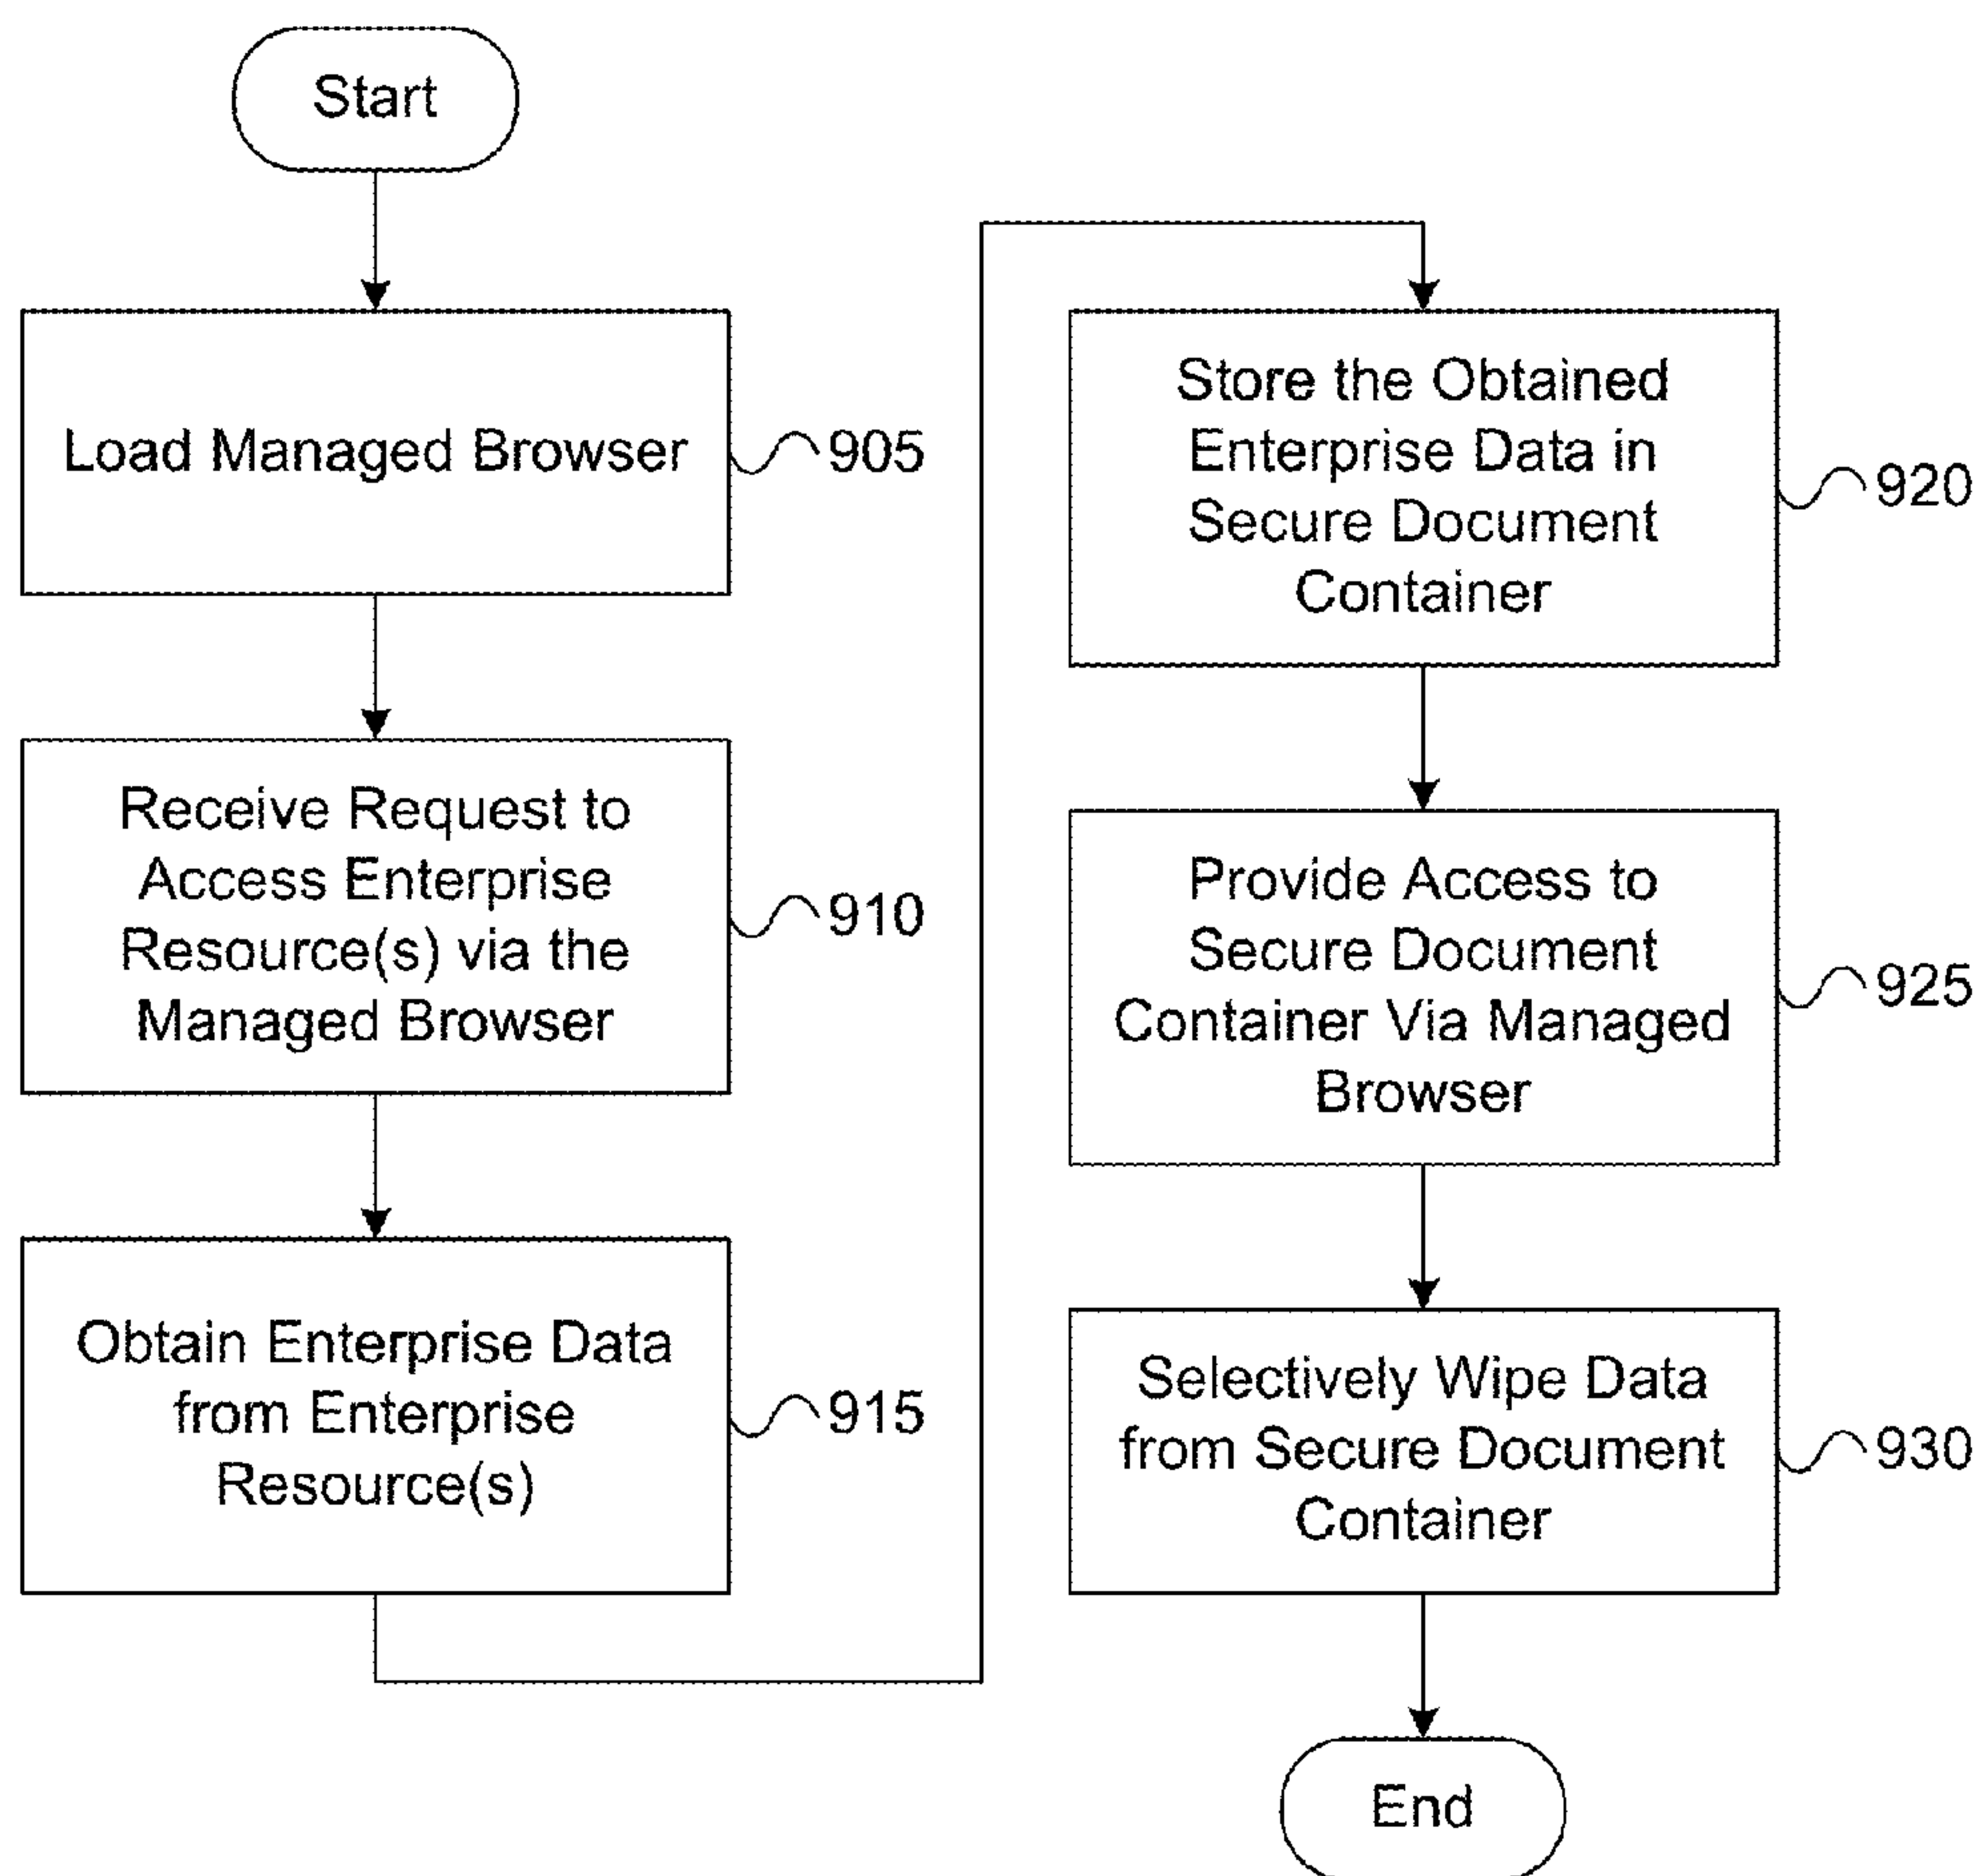 Start
Load Managed Browser
905
Receive Request to
Access Enterprise
Resource(s) via the
Managed Browser
910
Obtain Enterprise Data
from Enterprise
Resource(s)
915
Store the Obtained
Enterprise Data in
Secure Document
Container
920
Provide Access to
Secure Document
Container Via Managed
Browser
925
Selectively Wipe Data
from Secure Document
Container
930
End